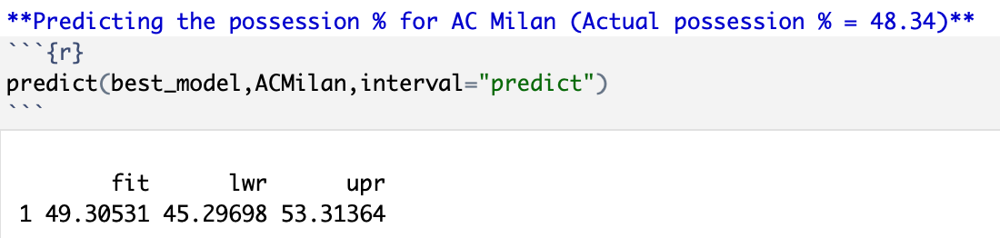 **Predicting the possession % for AC Milan (Actual possession % = 48.34)**
```{r}
predict(best_model,ACMilan,interval="predict")
```
fit lwr upr
1 49.30531 45.29698 53.31364